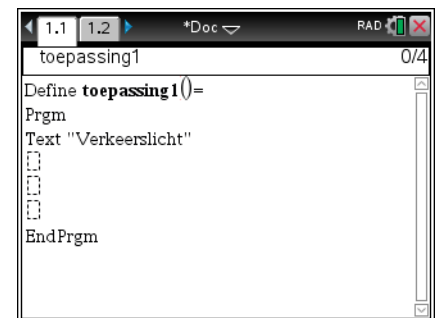 1.1 1.2 *Doc RAD
toepassing1 0/4
Define toepassing1()=
Prgm
Text "Verkeerslicht"
EndPrgm